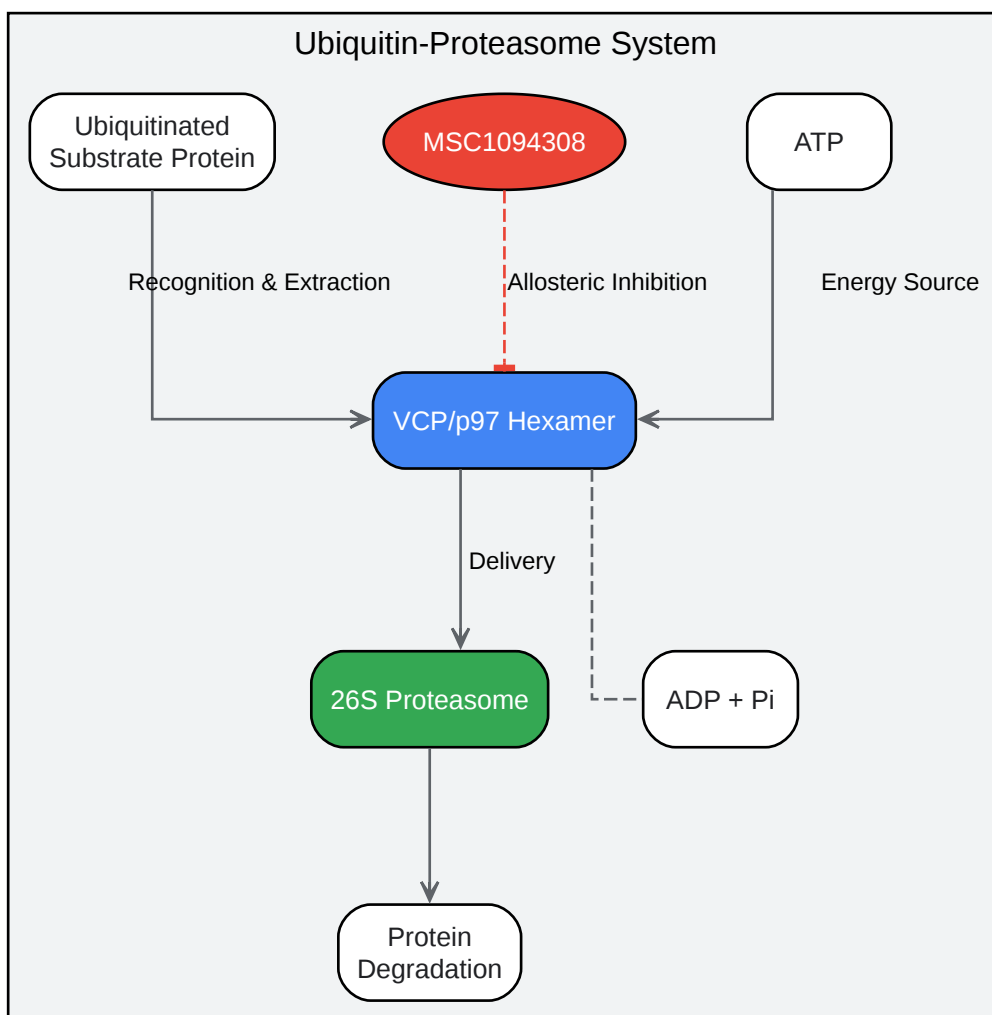 Ubiquitin-Proteasome System
Ubiquitinated
Substrate Protein
MSC1094308
ATP
Recognition & Extraction
Allosteric Inhibition
Energy Source
VCP/p97 Hexamer
Delivery
26S Proteasome
ADP + Pi
Protein
Degradation